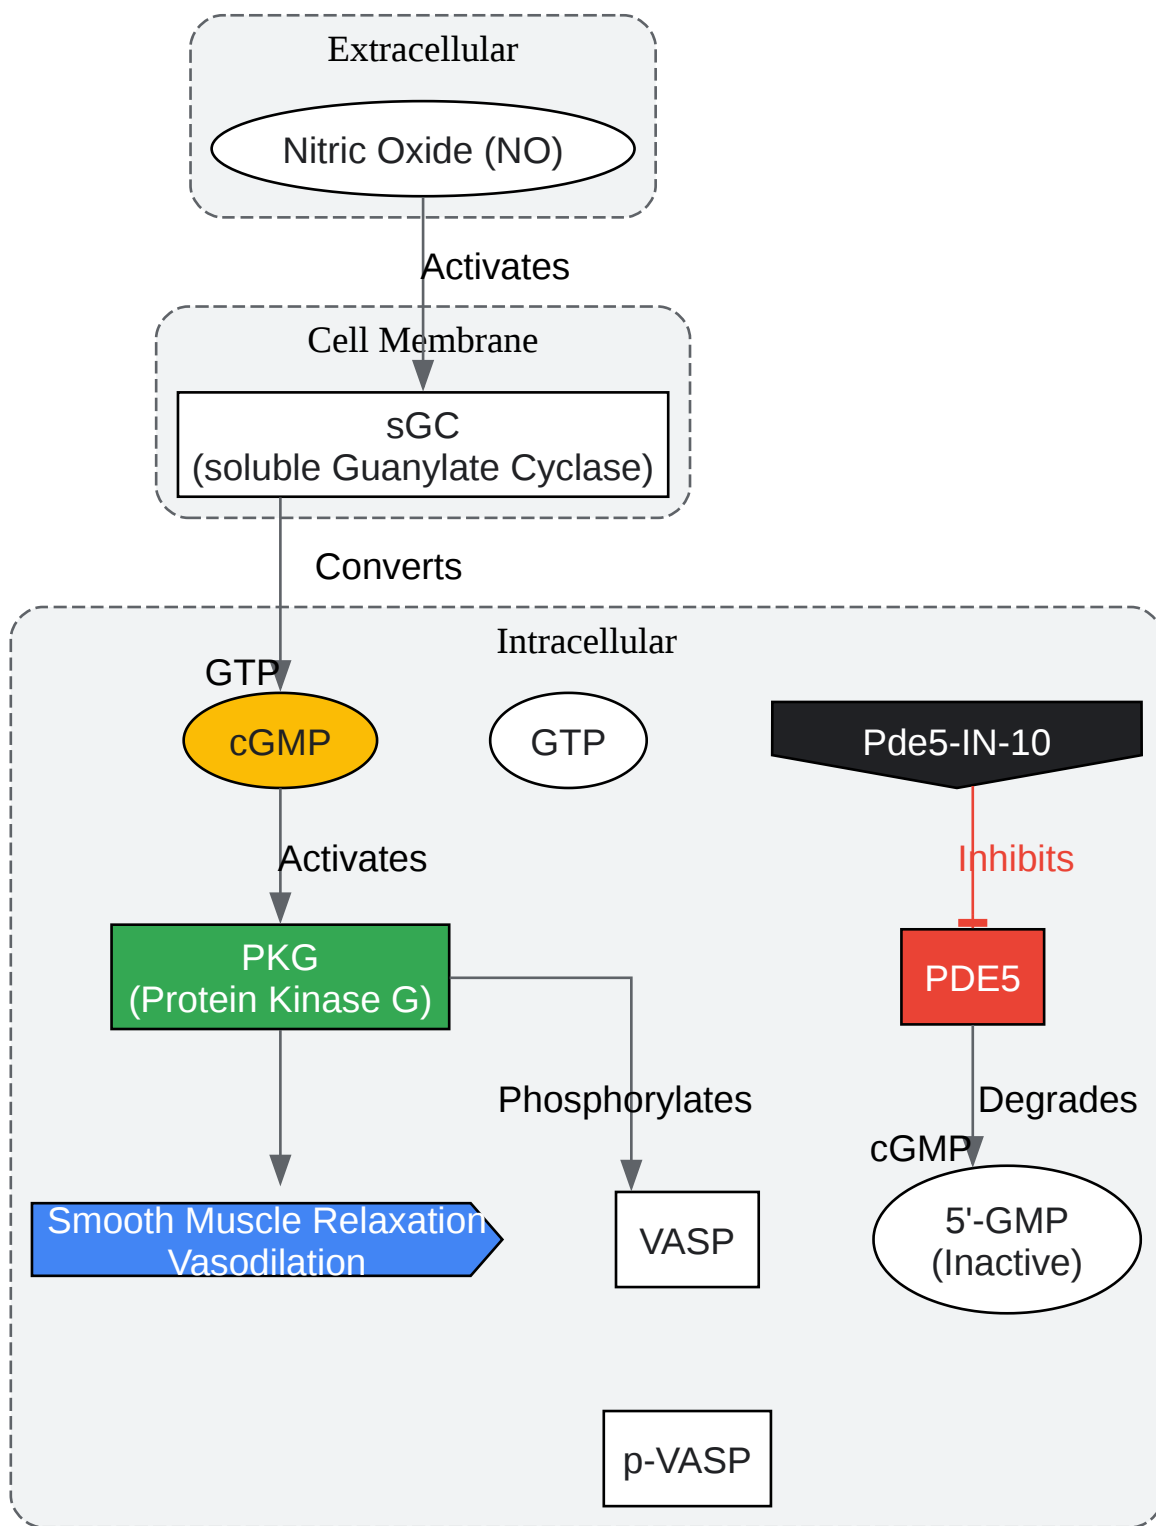 Extracellular
Nitric Oxide (NO)
Activates
Cell Membrane
sGC
(soluble Guanylate Cyclase)
Converts
Intracellular
GTP
cGMP
GTP
Pde5-IN-10
Activates
Inhibits
PKG
(Protein Kinase G)
PDE5
Phosphorylates
Degrades
cGMP
Smooth Muscle Relaxation
Vasodilation
VASP
5'-GMP
(Inactive)
p-VASP